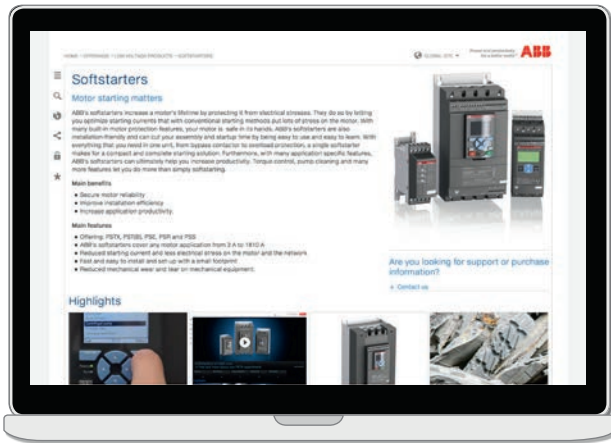 HOME > OFFERINGS > LOW VOLTAGE PRODUCTS > SOFTSTARTERS
GLOBAL SITE
Power and productivity
for a better world™
ABB
Softstarters
Motor starting matters
ABB's softstarters increase a motor's lifetime by protecting it from electrical stresses. They do so by letting
you optimize starting currents that with conventional starting methods put lots of stress on the motor. With
many built-in motor protection features, your motor is safe in its hands. ABB's softstarters are also
installation-friendly and can cut your assembly and startup time by being easy to use and easy to learn. With
everything that you need in one unit, from bypass contactor to overload protection, a single softstarter
makes for a compact and complete starting solution. Furthermore, with many application specific features,
ABB's softstarters can ultimately help you increase productivity. Torque control, pump cleaning and many
more features let you do more than simply softstarting.
Main benefits
• Secure motor reliability
• Improve installation efficiency
• Increase application productivity.
Main features
• Offering: PSTX, PST(B), PSE, PSR and PSS
• ABB's softstarters cover any motor application from 3 A to 1810 A
• Reduced starting current and less electrical stress on the motor and the network
• Fast and easy to install and set-up with a small footprint
• Reduced mechanical wear and tear on mechanical equipment.
Are you looking for support or purchase
information?
Contact us
Highlights